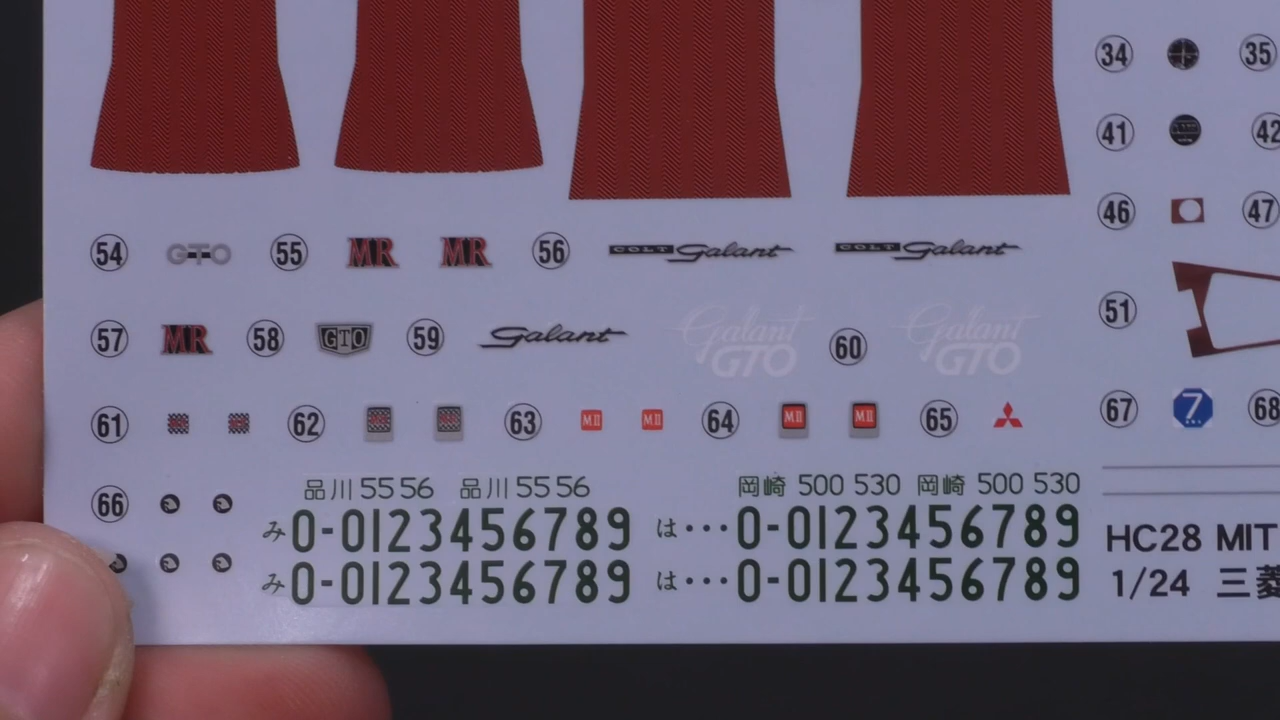 34 35
41 42
46 47
54 GTO 55 MR MR 56 COLT Galant COLT Galant
51
57 MR 58 GTO 59 Galant Galant GTO 60 Galant GTO
61 62 63 MII MII 64 MII MII 65 67 7 68
品川 55 56 品川 55 56 岡崎 500 530 岡崎 500 530
66
み 0-0123456789 は・・・0-0123456789
HC28 MIT
み 0-0123456789 は・・・0-0123456789
1/24 三菱